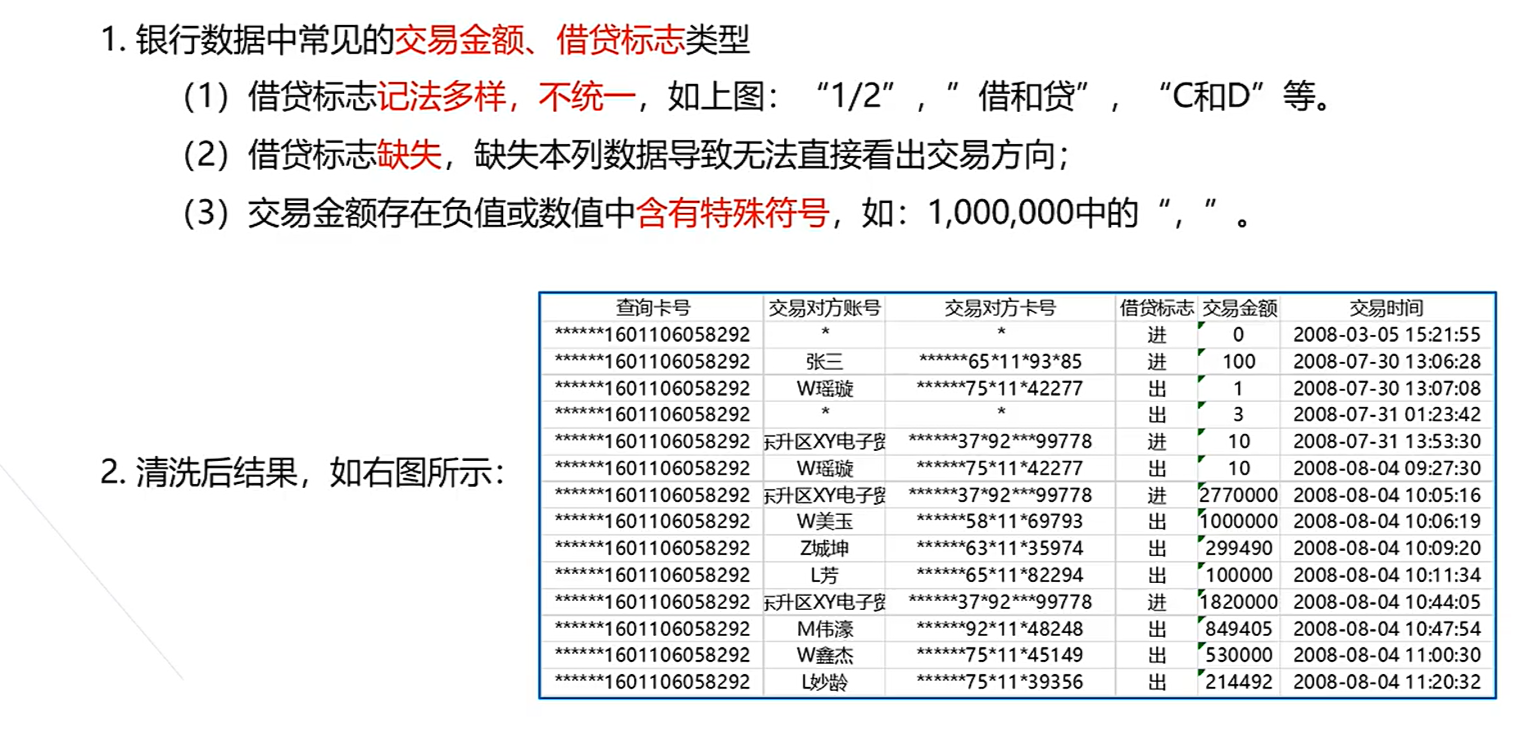 1. 银行数据中常见的交易金额、借贷标志类型
（1）借贷标志记法多样，不统一，如上图：“1/2”，”借和贷”，“C和D”等。
（2）借贷标志缺失，缺失本列数据导致无法直接看出交易方向；
（3）交易金额存在负值或数值中含有特殊符号，如：1,000,000中的“，”。
2. 清洗后结果，如右图所示：
查询卡号 交易对方账号 交易对方卡号 借贷标志 交易金额 交易时间
******1601106058292 * * 进 0 2008-03-05 15:21:55
******1601106058292 张三 ******65*11*93*85 进 100 2008-07-30 13:06:28
******1601106058292 W瑶璇 ******75*11*42277 出 1 2008-07-30 13:07:08
******1601106058292 * * 出 3 2008-07-31 01:23:42
******1601106058292 东升区XY电子贸 ******37*92***99778 进 10 2008-07-31 13:53:30
******1601106058292 W瑶璇 ******75*11*42277 出 10 2008-08-04 09:27:30
******1601106058292 东升区XY电子贸 ******37*92***99778 进 2770000 2008-08-04 10:05:16
******1601106058292 W美玉 ******58*11*69793 出 1000000 2008-08-04 10:06:19
******1601106058292 Z城坤 ******63*11*35974 出 299490 2008-08-04 10:09:20
******1601106058292 L芳 ******65*11*82294 出 100000 2008-08-04 10:11:34
******1601106058292 东升区XY电子贸 ******37*92***99778 进 1820000 2008-08-04 10:44:05
******1601106058292 M伟濠 ******92*11*48248 出 849405 2008-08-04 10:47:54
******1601106058292 W鑫杰 ******75*11*45149 出 530000 2008-08-04 11:00:30
******1601106058292 L妙龄 ******75*11*39356 出 214492 2008-08-04 11:20:32